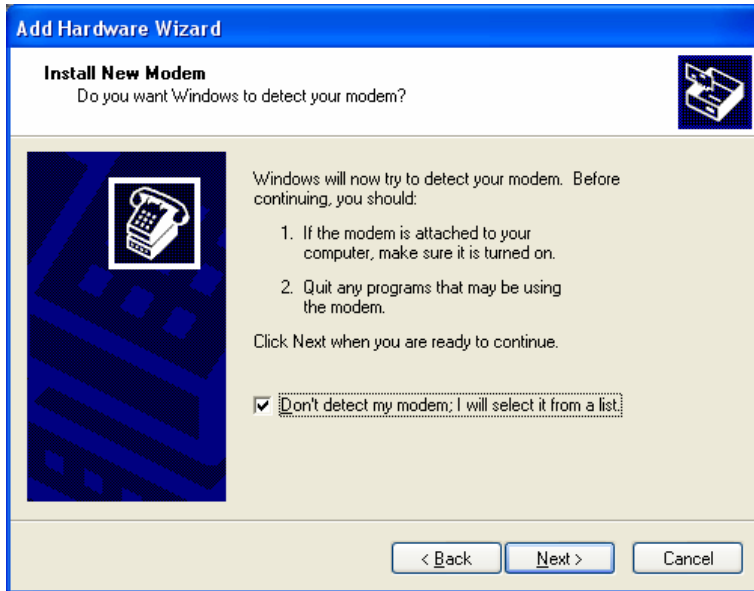 Add Hardware Wizard
Install New Modem
Do you want Windows to detect your modem?
Windows will now try to detect your modem. Before
continuing, you should:
1. If the modem is attached to your
computer, make sure it is turned on.
2. Quit any programs that may be using
the modem.
Click Next when you are ready to continue.
Don't detect my modem; I will select it from a list.
< Back
Next >
Cancel